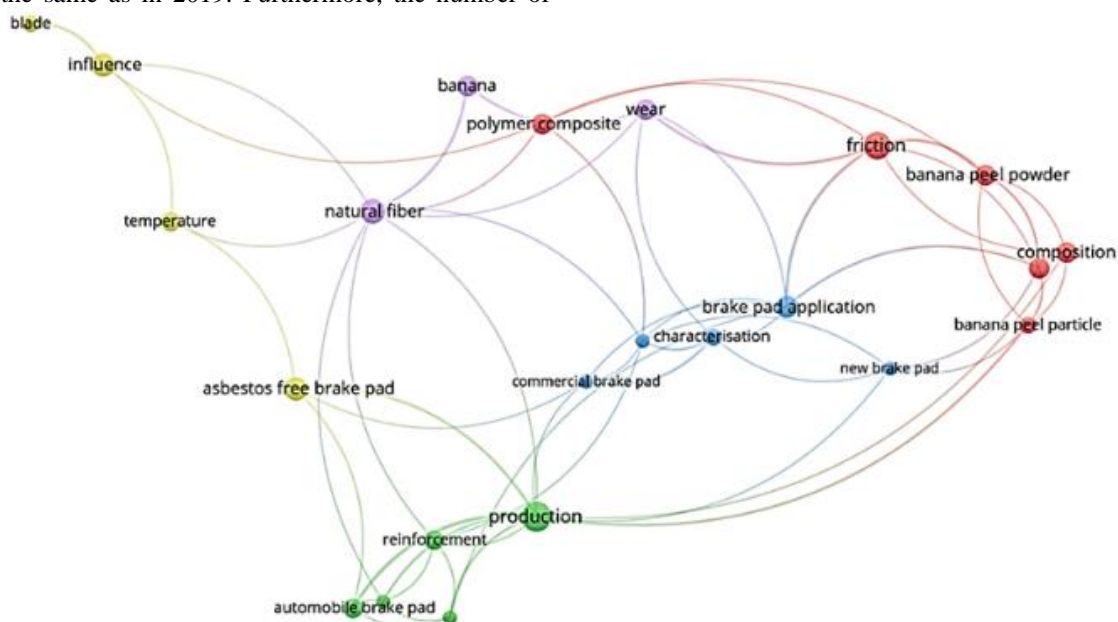 the same as in 2019. Furthermore, the number of
blade
influence
banana
polymer composite
wear
friction
banana peel powder
natural fiber
temperature
composition
brake pad application
banana peel particle
characterisation
new brake pad
commercial brake pad
asbestos free brake pad
production
reinforcement
automobile brake pad